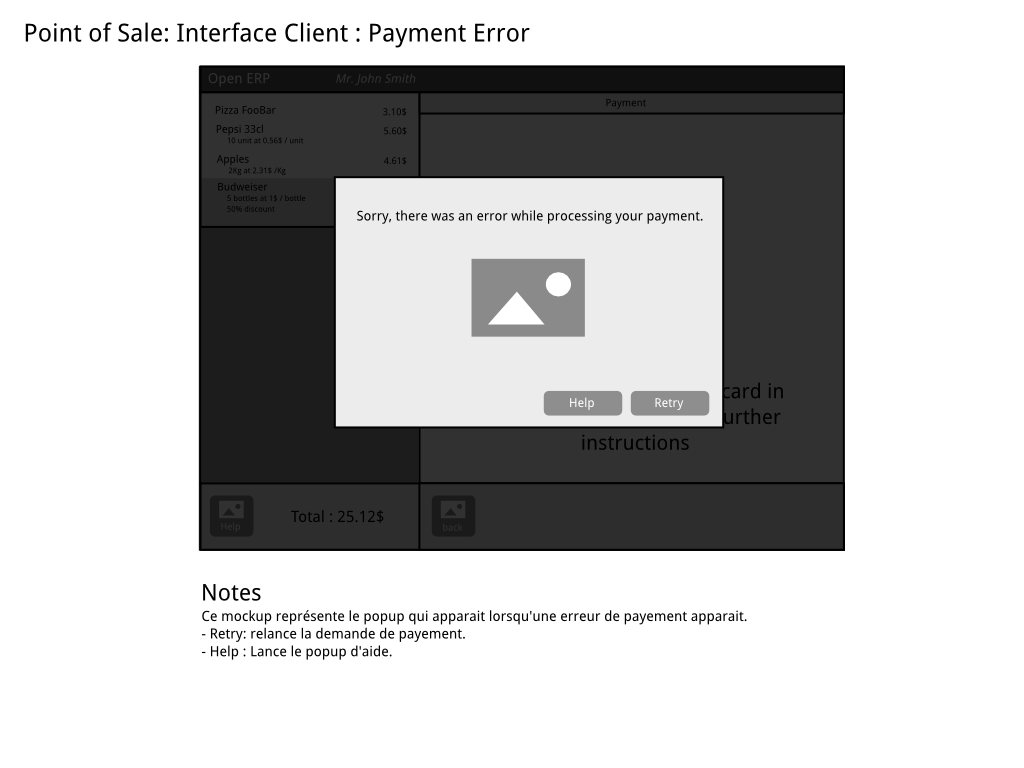 Point of Sale: Interface Client : Payment Error
Open ERP
Mr. John Smith
Pizza FooBar 3.10$
Pepsi 33cl 5.60$
10 unit at 0.56$ / unit
Apples 4.61$
2Kg at 2.31$ /Kg
Budweiser
5 bottles at 1$ / bottle
50% discount
Payment
Sorry, there was an error while processing your payment.
Help
Retry
card in
urther
instructions
Help
Total : 25.12$
back
Notes
Ce mockup représente le popup qui apparait lorsqu'une erreur de payement apparait.
- Retry: relance la demande de payement.
- Help : Lance le popup d'aide.